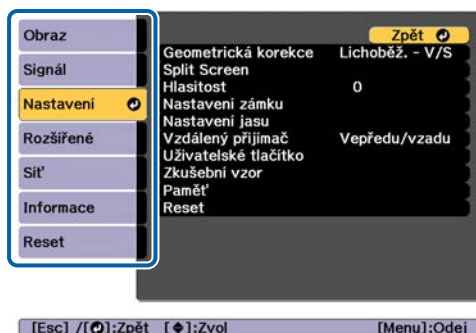 Obraz
Signál
Nastavení
Rozšířené
Síť
Informace
Reset
Zpět
Geometrická korekce Lichoběž. - V/S
Split Screen
Hlasitost 0
Nastavení zámku
Nastavení jasu
Vzdálený přijímač Vepředu/vzadu
Uživatelské tlačítko
Zkušební vzor
Paměť
Reset
[Esc] /[ ]:Zpět [ ]:Zvol [Menu]:Odej